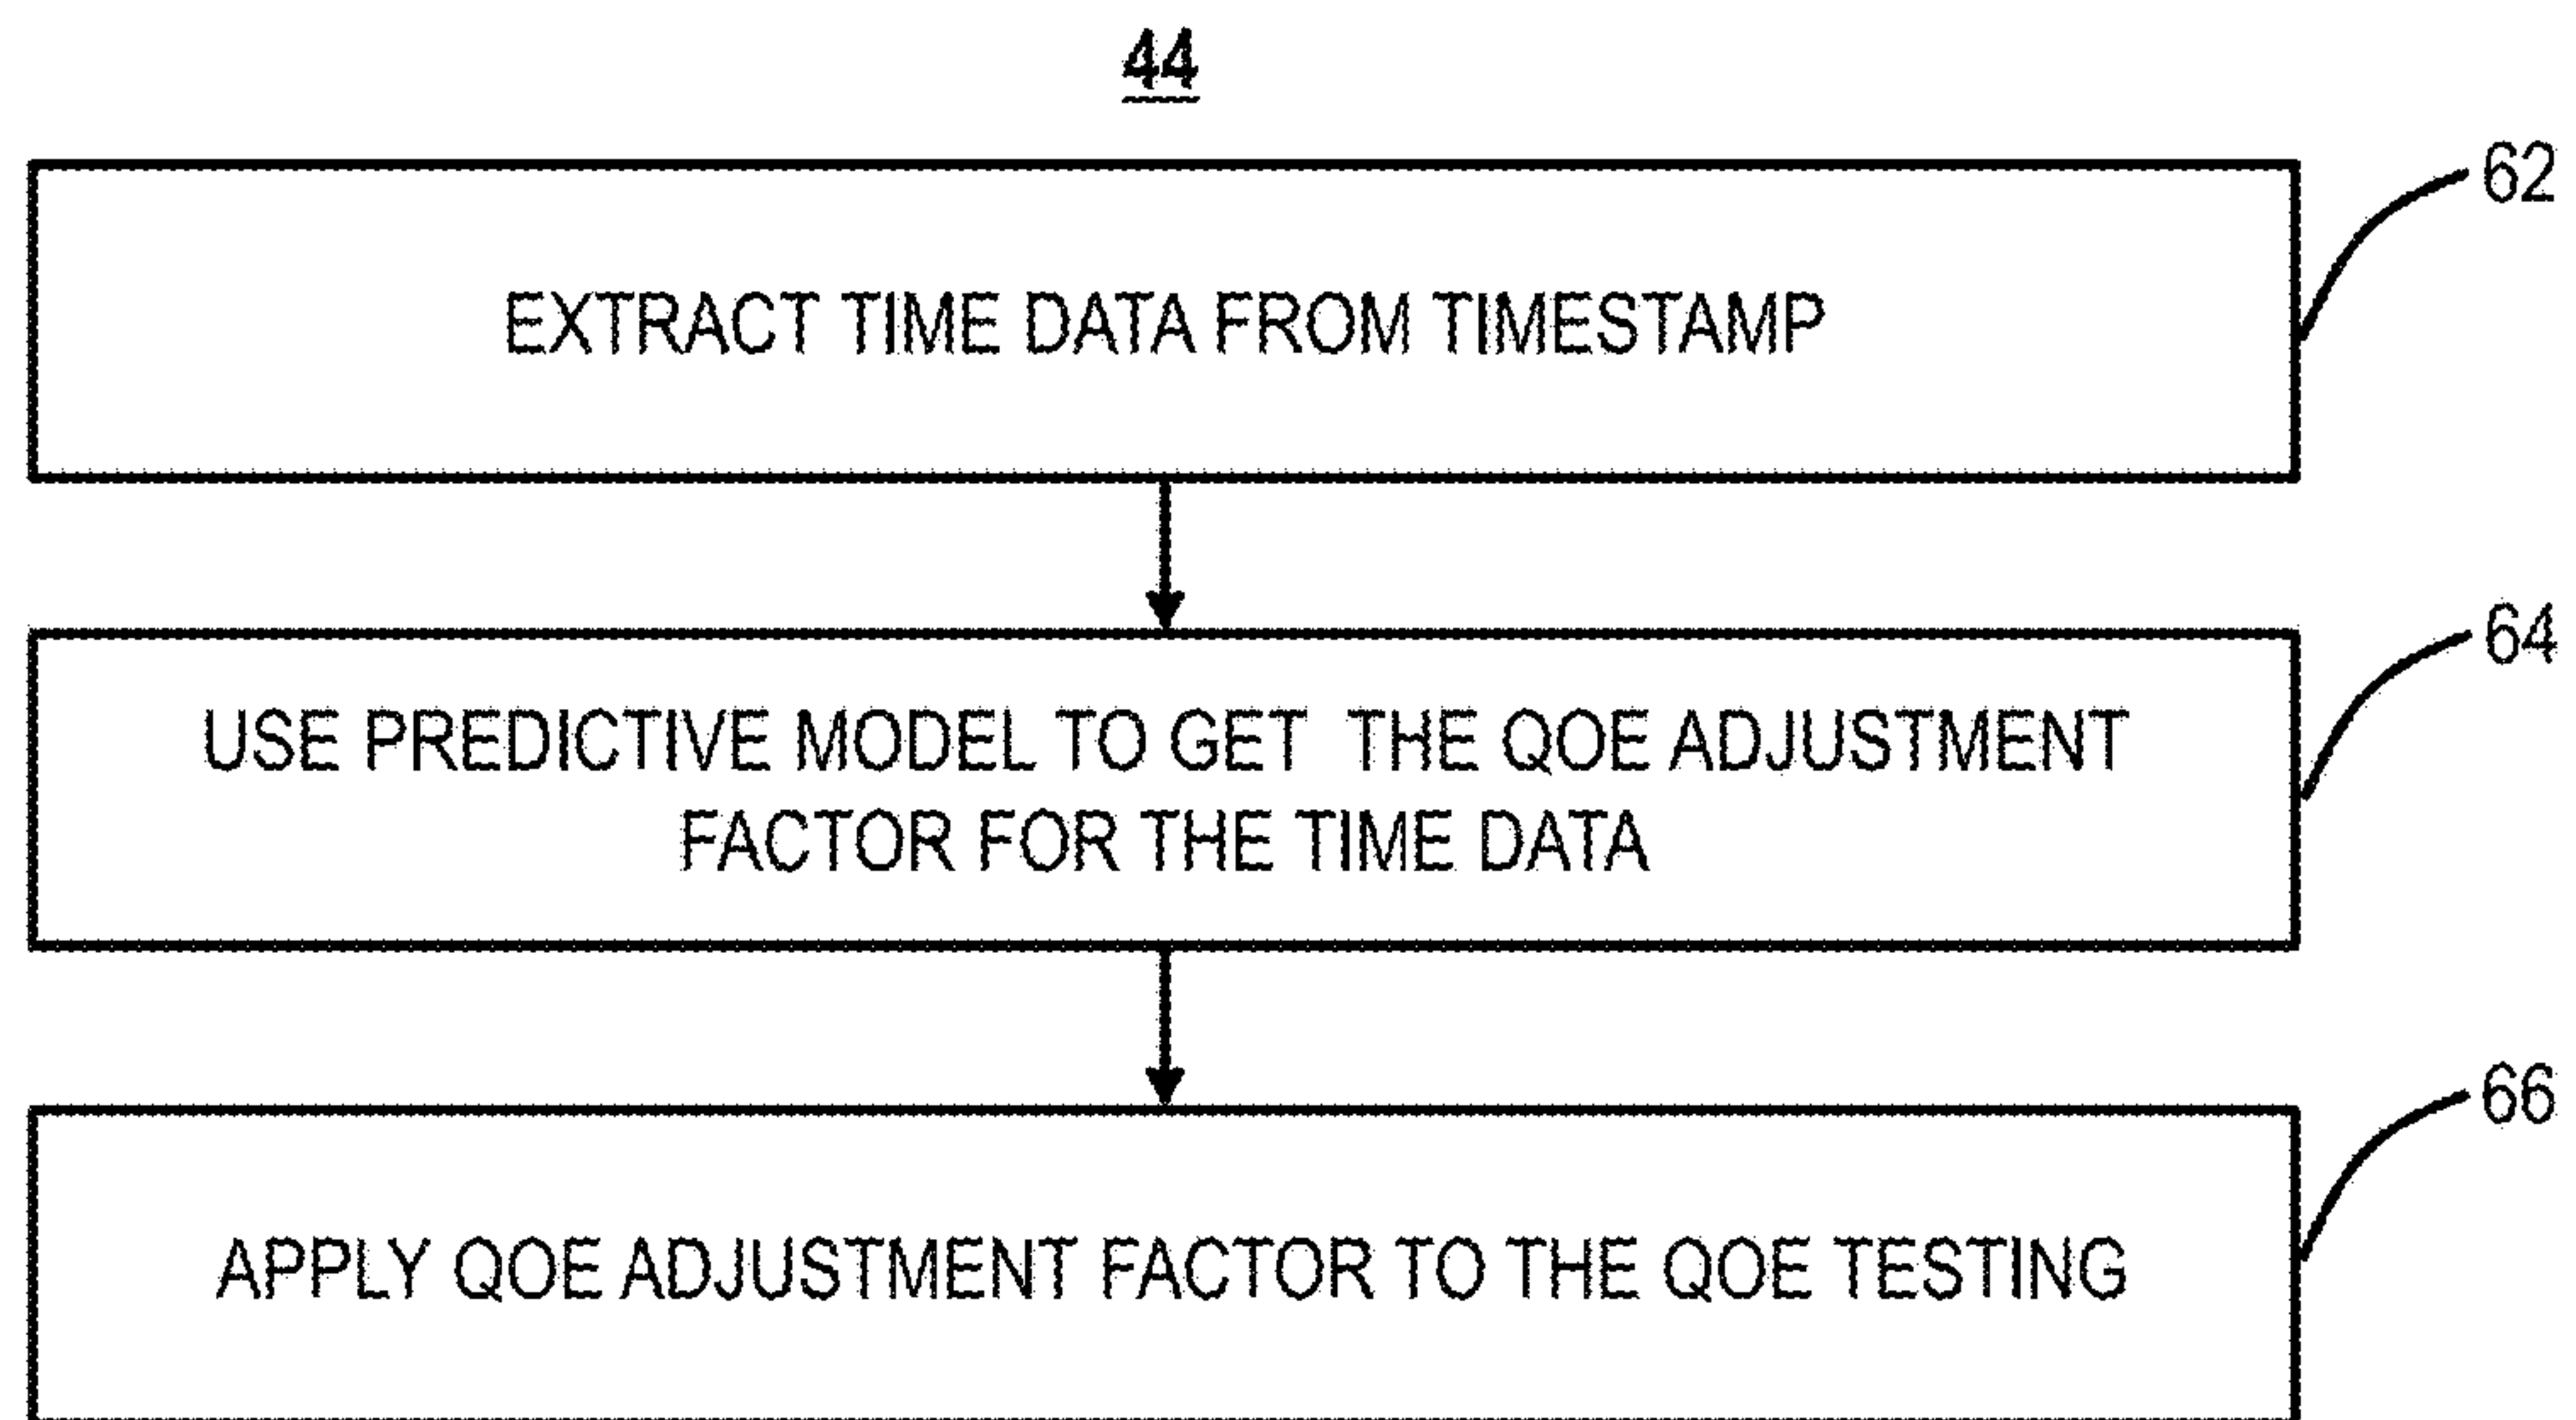 44
62
EXTRACT TIME DATA FROM TIMESTAMP
64
USE PREDICTIVE MODEL TO GET THE QOE ADJUSTMENT
FACTOR FOR THE TIME DATA
66
APPLY QOE ADJUSTMENT FACTOR TO THE QOE TESTING